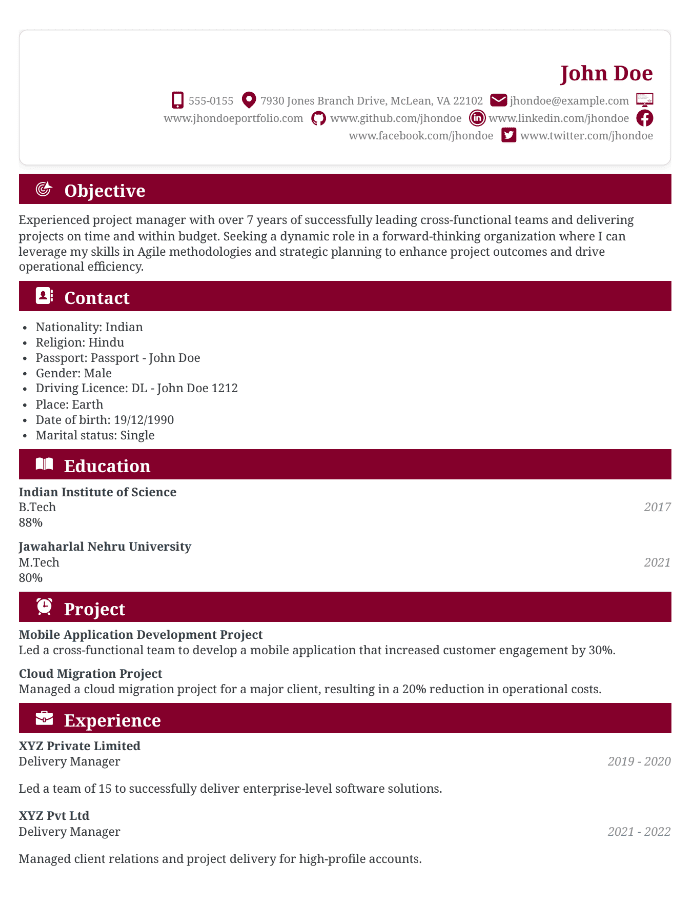 John Doe
555-0155 7930 Jones Branch Drive, McLean, VA 22102 jhondoe@example.com
www.jhondoeportfolio.com www.github.com/jhondoe www.linkedin.com/jhondoe
www.facebook.com/jhondoe www.twitter.com/jhondoe
Objective
Experienced project manager with over 7 years of successfully leading cross-functional teams and delivering
projects on time and within budget. Seeking a dynamic role in a forward-thinking organization where I can
leverage my skills in Agile methodologies and strategic planning to enhance project outcomes and drive
operational efficiency.
Contact
• Nationality: Indian
• Religion: Hindu
• Passport: Passport - John Doe
• Gender: Male
• Driving Licence: DL - John Doe 1212
• Place: Earth
• Date of birth: 19/12/1990
• Marital status: Single
Education
Indian Institute of Science
B.Tech 2017
88%
Jawaharlal Nehru University
M.Tech 2021
80%
Project
Mobile Application Development Project
Led a cross-functional team to develop a mobile application that increased customer engagement by 30%.
Cloud Migration Project
Managed a cloud migration project for a major client, resulting in a 20% reduction in operational costs.
Experience
XYZ Private Limited
Delivery Manager 2019 - 2020
Led a team of 15 to successfully deliver enterprise-level software solutions.
XYZ Pvt Ltd
Delivery Manager 2021 - 2022
Managed client relations and project delivery for high-profile accounts.